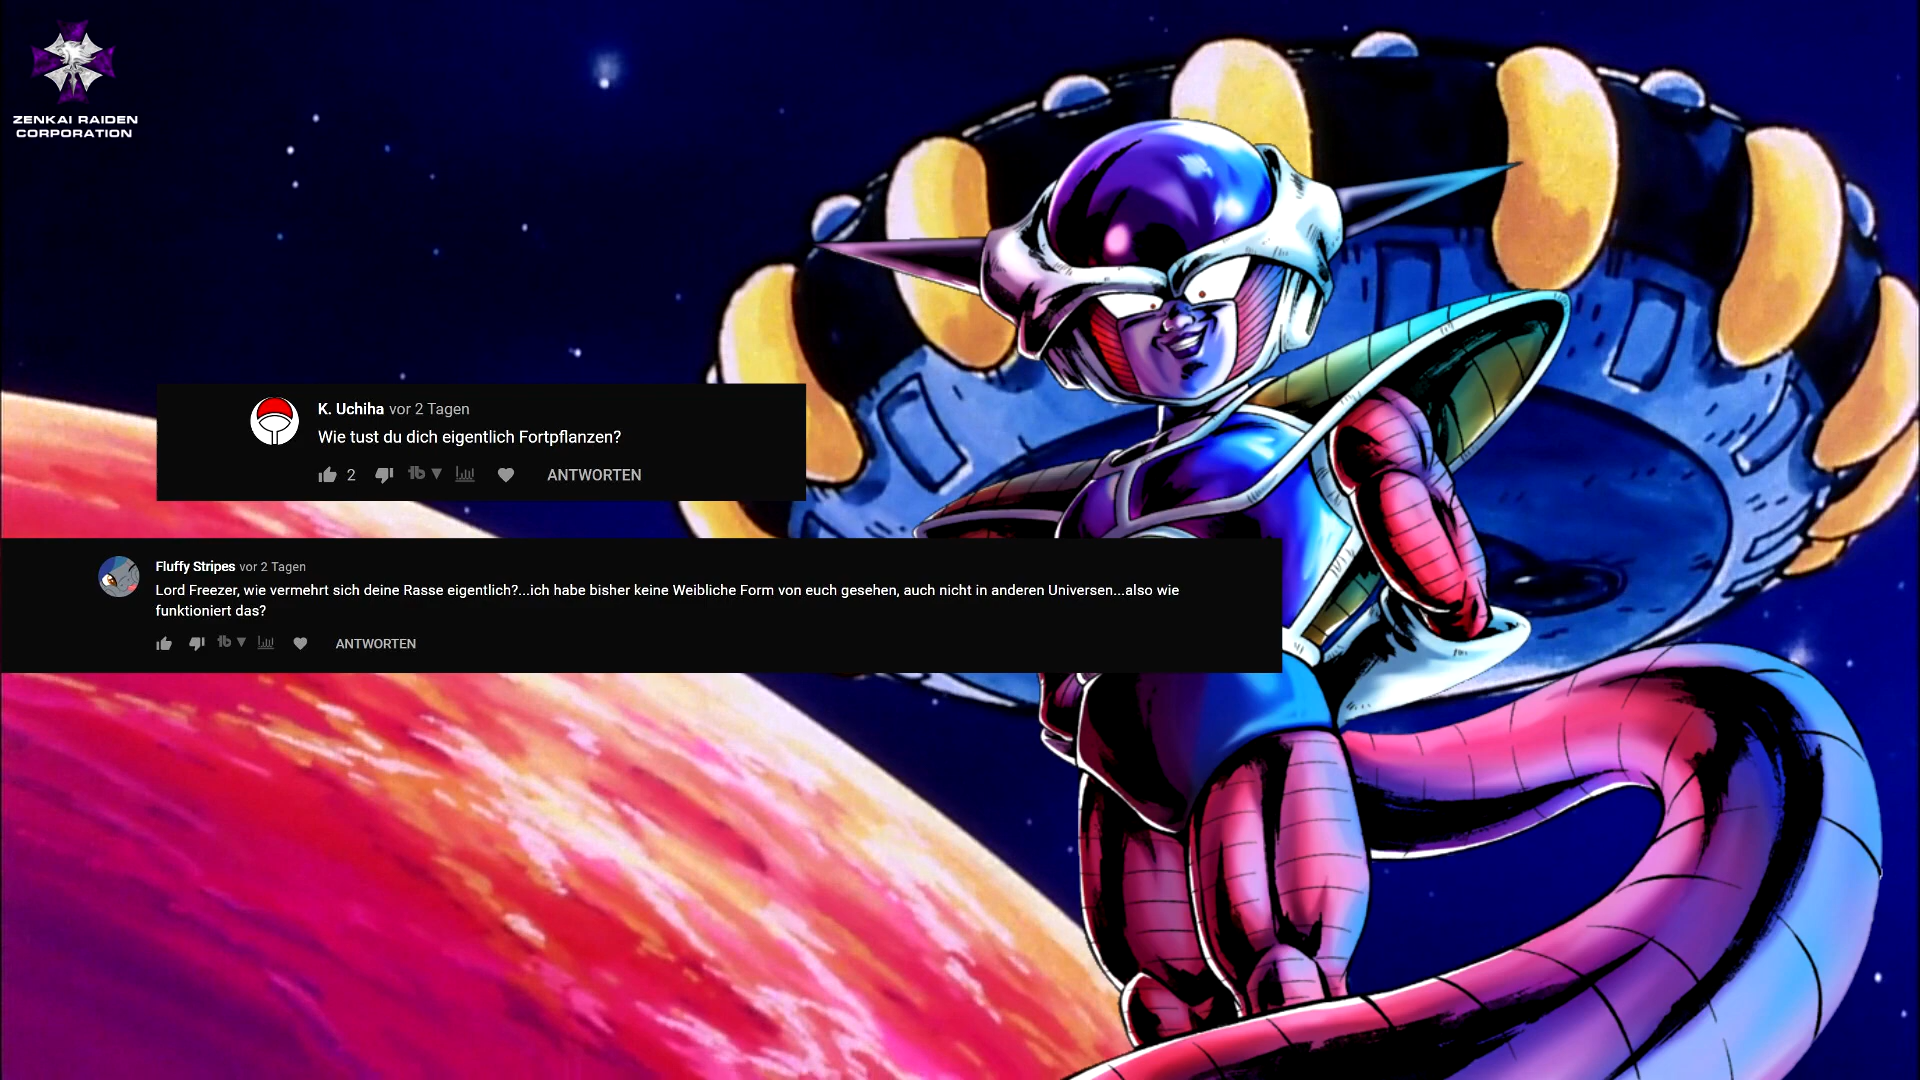 ZENKAI RAIDEN
CORPORATION
K. Uchiha vor 2 Tagen
Wie tust du dich eigentlich Fortpflanzen?
2 ANTWORTEN
Fluffy Stripes vor 2 Tagen
Lord Freezer, wie vermehrt sich deine Rasse eigentlich?...ich habe bisher keine Weibliche Form von euch gesehen, auch nicht in anderen Universen...also wie
funktioniert das?
ANTWORTEN